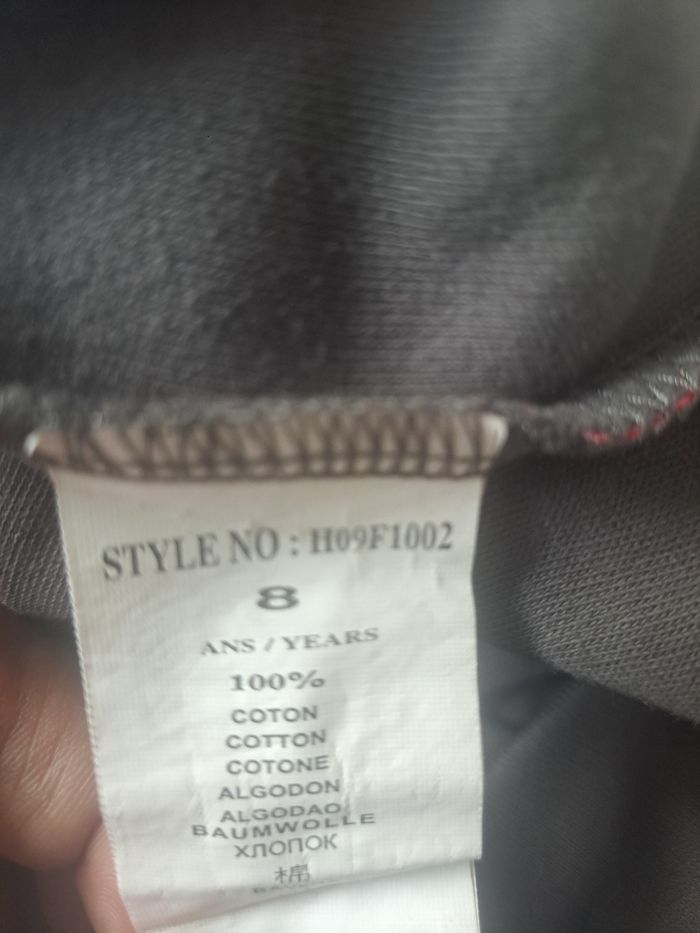 STYLE NO : H09F1002
8
ANS / YEARS
100%
COTON
COTTON
COTONE
ALGODON
ALGODAO
BAUMWOLLE
ХЛОПОК
棉